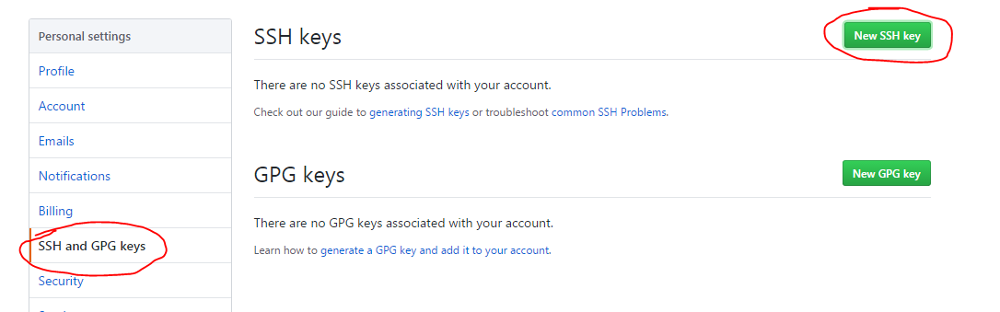 Personal settings
Profile
Account
Emails
Notifications
Billing
SSH and GPG keys
Security
SSH keys
New SSH key
There are no SSH keys associated with your account.
Check out our guide to generating SSH keys or troubleshoot common SSH Problems.
GPG keys
New GPG key
There are no GPG keys associated with your account.
Learn how to generate a GPG key and add it to your account.